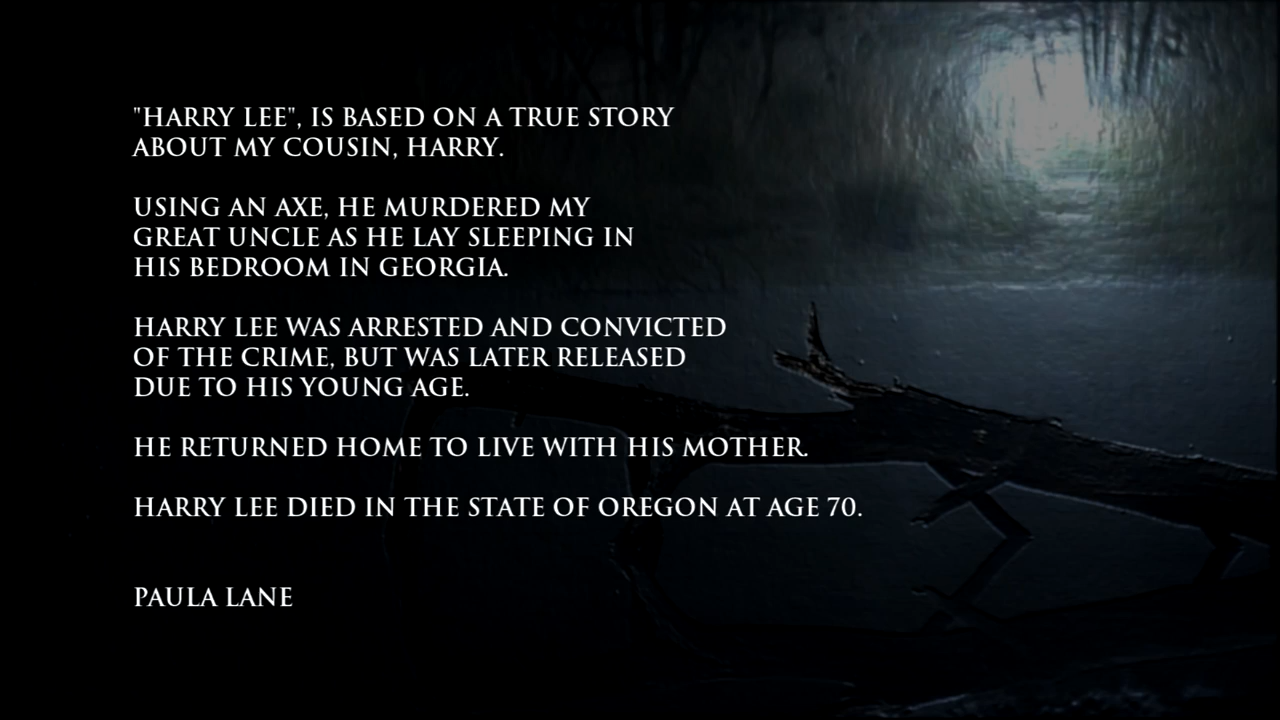 "HARRY LEE", IS BASED ON A TRUE STORY
ABOUT MY COUSIN, HARRY.
USING AN AXE, HE MURDERED MY
GREAT UNCLE AS HE LAY SLEEPING IN
HIS BEDROOM IN GEORGIA.
HARRY LEE WAS ARRESTED AND CONVICTED
OF THE CRIME, BUT WAS LATER RELEASED
DUE TO HIS YOUNG AGE.
HE RETURNED HOME TO LIVE WITH HIS MOTHER.
HARRY LEE DIED IN THE STATE OF OREGON AT AGE 70.
PAULA LANE